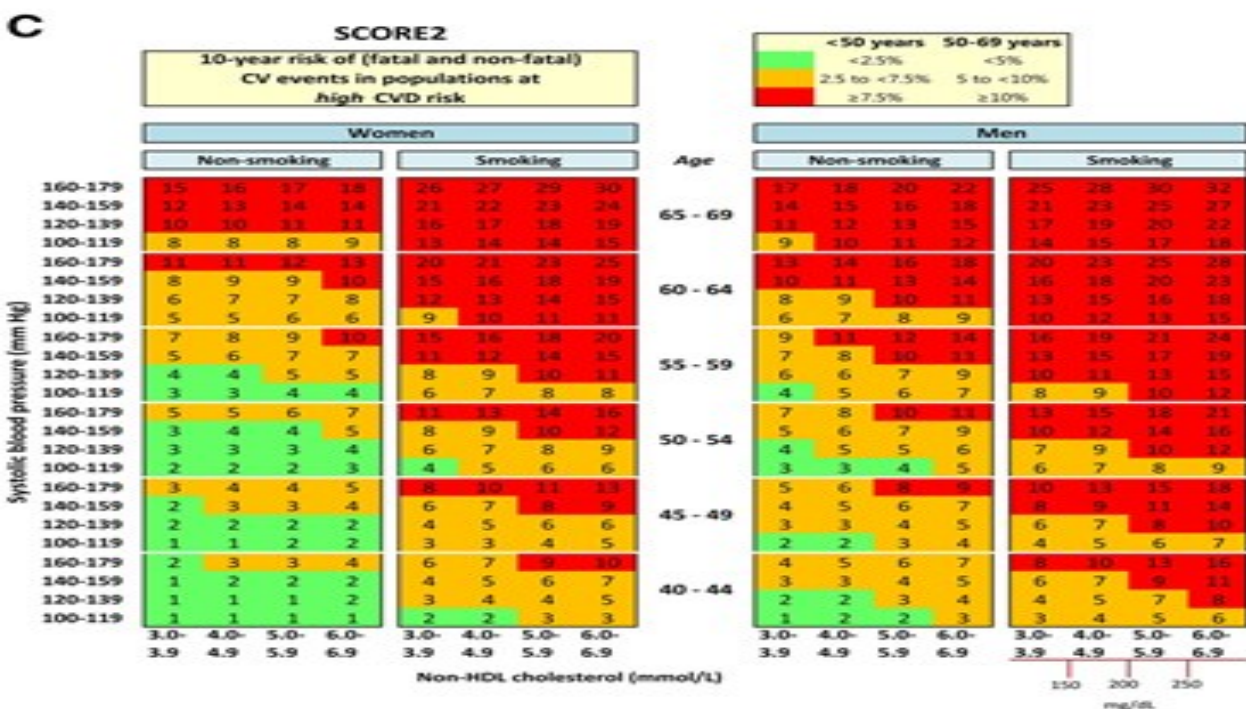 C
SCORE2
10-year risk of (fatal and non-fatal)
CV events in populations at
high CVD risk
<50 years 50-69 years
<2.5% <5%
2.5 to <7.5% 5 to <10%
≥7.5% ≥10%
Women Men
Non-smoking Smoking Age Non-smoking Smoking
Systolic blood pressure (mm Hg)
160-179 15 16 17 18 26 27 29 30 17 18 20 22 25 28 30 32
140-159 12 13 14 14 21 22 23 24 14 15 16 18 21 23 25 27
65 - 69
120-139 10 10 11 11 16 17 18 19 11 12 13 15 17 19 20 22
100-119 8 8 8 9 13 14 14 15 9 10 11 12 14 15 17 18
160-179 11 11 12 13 20 21 23 25 13 14 16 18 20 23 25 28
140-159 8 9 9 10 15 16 18 19 10 11 13 14 16 18 20 23
60 - 64
120-139 6 7 7 8 12 13 14 15 8 9 10 11 13 15 16 18
100-119 5 5 6 6 9 10 11 11 6 7 8 9 10 12 13 15
160-179 7 8 9 10 15 16 18 20 9 11 12 14 16 19 21 24
140-159 5 6 7 7 11 12 14 15 7 8 10 11 13 15 17 19
55 - 59
120-139 4 4 5 5 8 9 10 11 6 6 7 9 10 11 13 15
100-119 3 3 4 4 6 7 8 8 4 5 6 7 8 9 10 12
160-179 5 5 6 7 11 13 14 16 7 8 10 11 13 15 18 21
140-159 3 4 4 5 8 9 10 12 5 6 7 9 10 12 14 16
50 - 54
120-139 3 3 3 4 6 7 8 9 4 5 5 6 7 9 10 12
100-119 2 2 2 3 4 5 6 6 3 3 4 5 6 7 8 9
160-179 3 4 4 5 8 10 11 13 5 6 8 9 10 13 15 18
140-159 2 3 3 4 6 7 8 9 4 5 6 7 8 9 11 14
45 - 49
120-139 2 2 2 2 4 5 6 6 3 3 4 5 6 7 8 10
100-119 1 1 2 2 3 3 4 5 2 2 3 4 4 5 6 7
160-179 2 3 3 4 6 7 9 10 4 5 6 7 8 10 13 16
140-159 1 2 2 2 4 5 6 7 3 3 4 5 6 7 9 11
40 - 44
120-139 1 1 1 2 3 4 4 5 2 2 3 4 4 5 7 8
100-119 1 1 1 1 2 2 3 3 1 2 2 3 3 4 5 6
3.0- 4.0- 5.0- 6.0- 3.0- 4.0- 5.0- 6.0- 3.0- 4.0- 5.0- 6.0- 3.0- 4.0- 5.0- 6.0-
3.9 4.9 5.9 6.9 3.9 4.9 5.9 6.9 3.9 4.9 5.9 6.9 3.9 4.9 5.9 6.9
Non-HDL cholesterol (mmol/L)
150 200 250
mg/dL